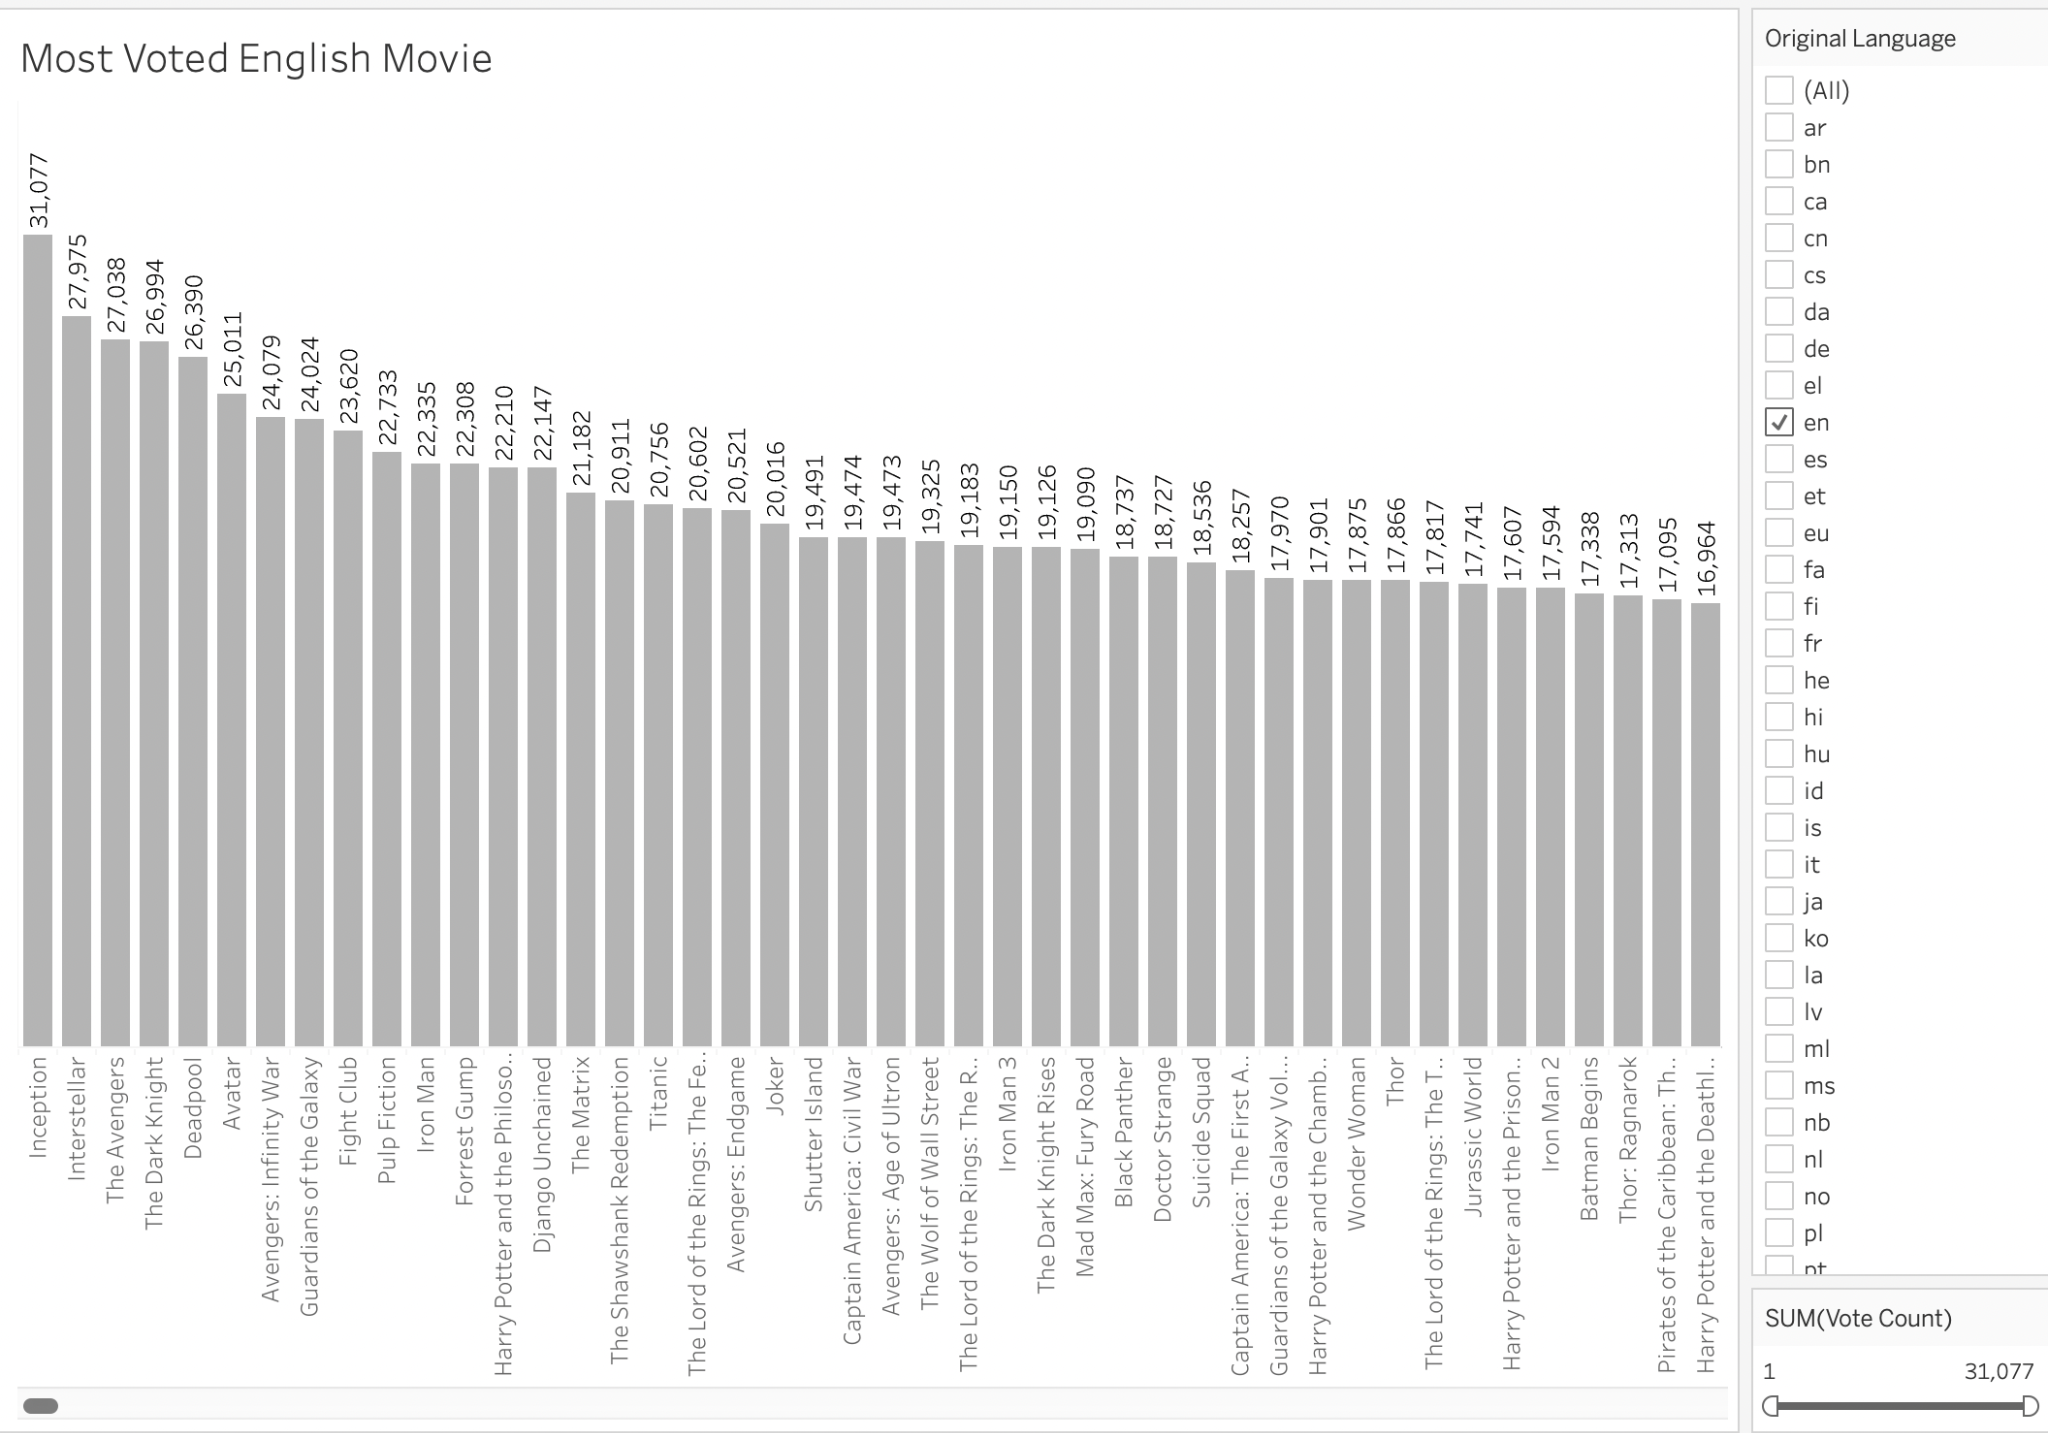 Most Voted English Movie
31,077
27,975
27,038
26,994
26,390
25,011
24,079
24,024
23,620
22,733
22,335
22,308
22,210
22,147
21,182
20,911
20,756
20,602
20,521
20,016
19,491
19,474
19,473
19,325
19,183
19,150
19,126
19,090
18,737
18,727
18,536
18,257
17,970
17,901
17,875
17,866
17,817
17,741
17,607
17,594
17,338
17,313
17,095
16,964
Inception
Interstellar
The Avengers
The Dark Knight
Deadpool
Avatar
Avengers: Infinity War
Guardians of the Galaxy
Fight Club
Pulp Fiction
Iron Man
Forrest Gump
Harry Potter and the Philoso..
Django Unchained
The Matrix
The Shawshank Redemption
Titanic
The Lord of the Rings: The Fe..
Avengers: Endgame
Joker
Shutter Island
Captain America: Civil War
Avengers: Age of Ultron
The Wolf of Wall Street
The Lord of the Rings: The R..
Iron Man 3
The Dark Knight Rises
Mad Max: Fury Road
Black Panther
Doctor Strange
Suicide Squad
Captain America: The First A..
Guardians of the Galaxy Vol...
Harry Potter and the Chamb..
Wonder Woman
Thor
The Lord of the Rings: The T..
Jurassic World
Harry Potter and the Prison..
Iron Man 2
Batman Begins
Thor: Ragnarok
Pirates of the Caribbean: Th..
Harry Potter and the Deathl..
Original Language
(All)
ar
bn
ca
cn
cs
da
de
el
en
es
et
eu
fa
fi
fr
he
hi
hu
id
is
it
ja
ko
la
lv
ml
ms
nb
nl
no
pl
pt
SUM(Vote Count)
1 31,077